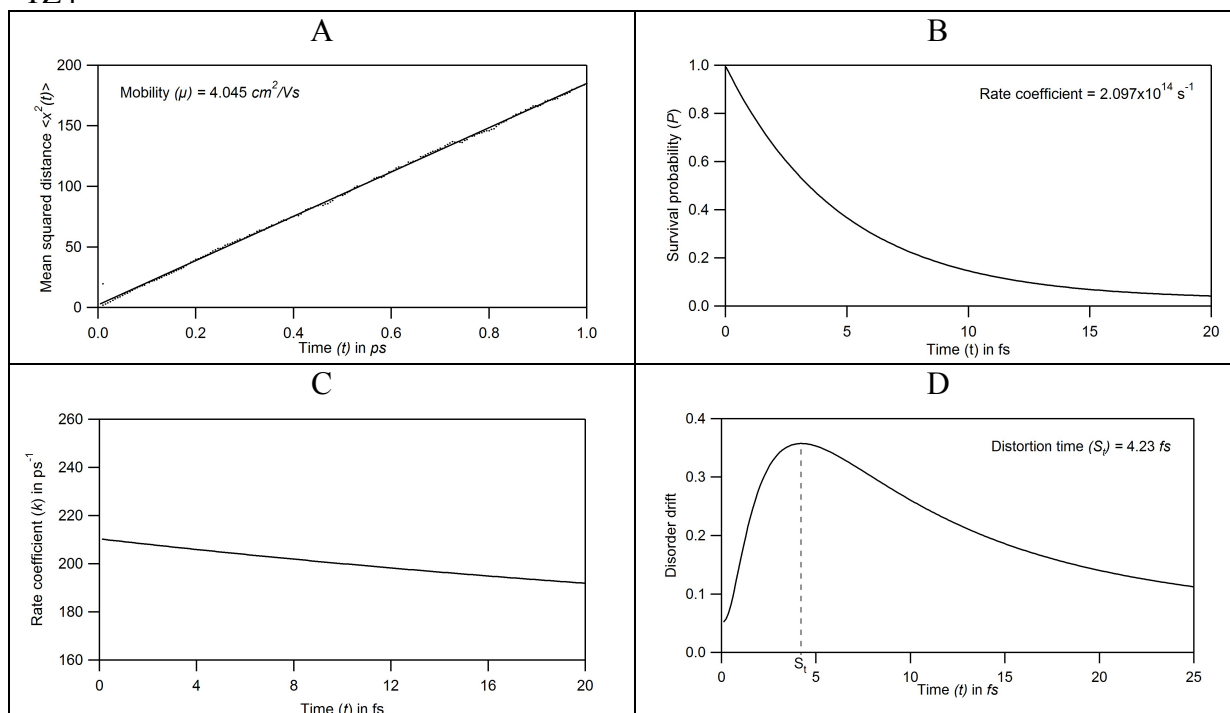 A
200
150
100
50
0
Mean squared distance <x²(t)>
Mobility (μ) = 4.045 cm²/Vs
0.0 0.2 0.4 0.6 0.8 1.0
Time (t) in ps
B
1.0
0.8
0.6
0.4
0.2
0.0
Survival probability (P)
Rate coefficient = 2.097x10¹⁴ s⁻¹
0 5 10 15 20
Time (t) in fs
C
260
240
220
200
180
160
Rate coefficient (k) in ps⁻¹
0 4 8 12 16 20
Time (t) in fs
D
0.4
0.3
0.2
0.1
0.0
Disorder drift
Distortion time (Sₜ) = 4.23 fs
Sₜ
0 5 10 15 20 25
Time (t) in fs